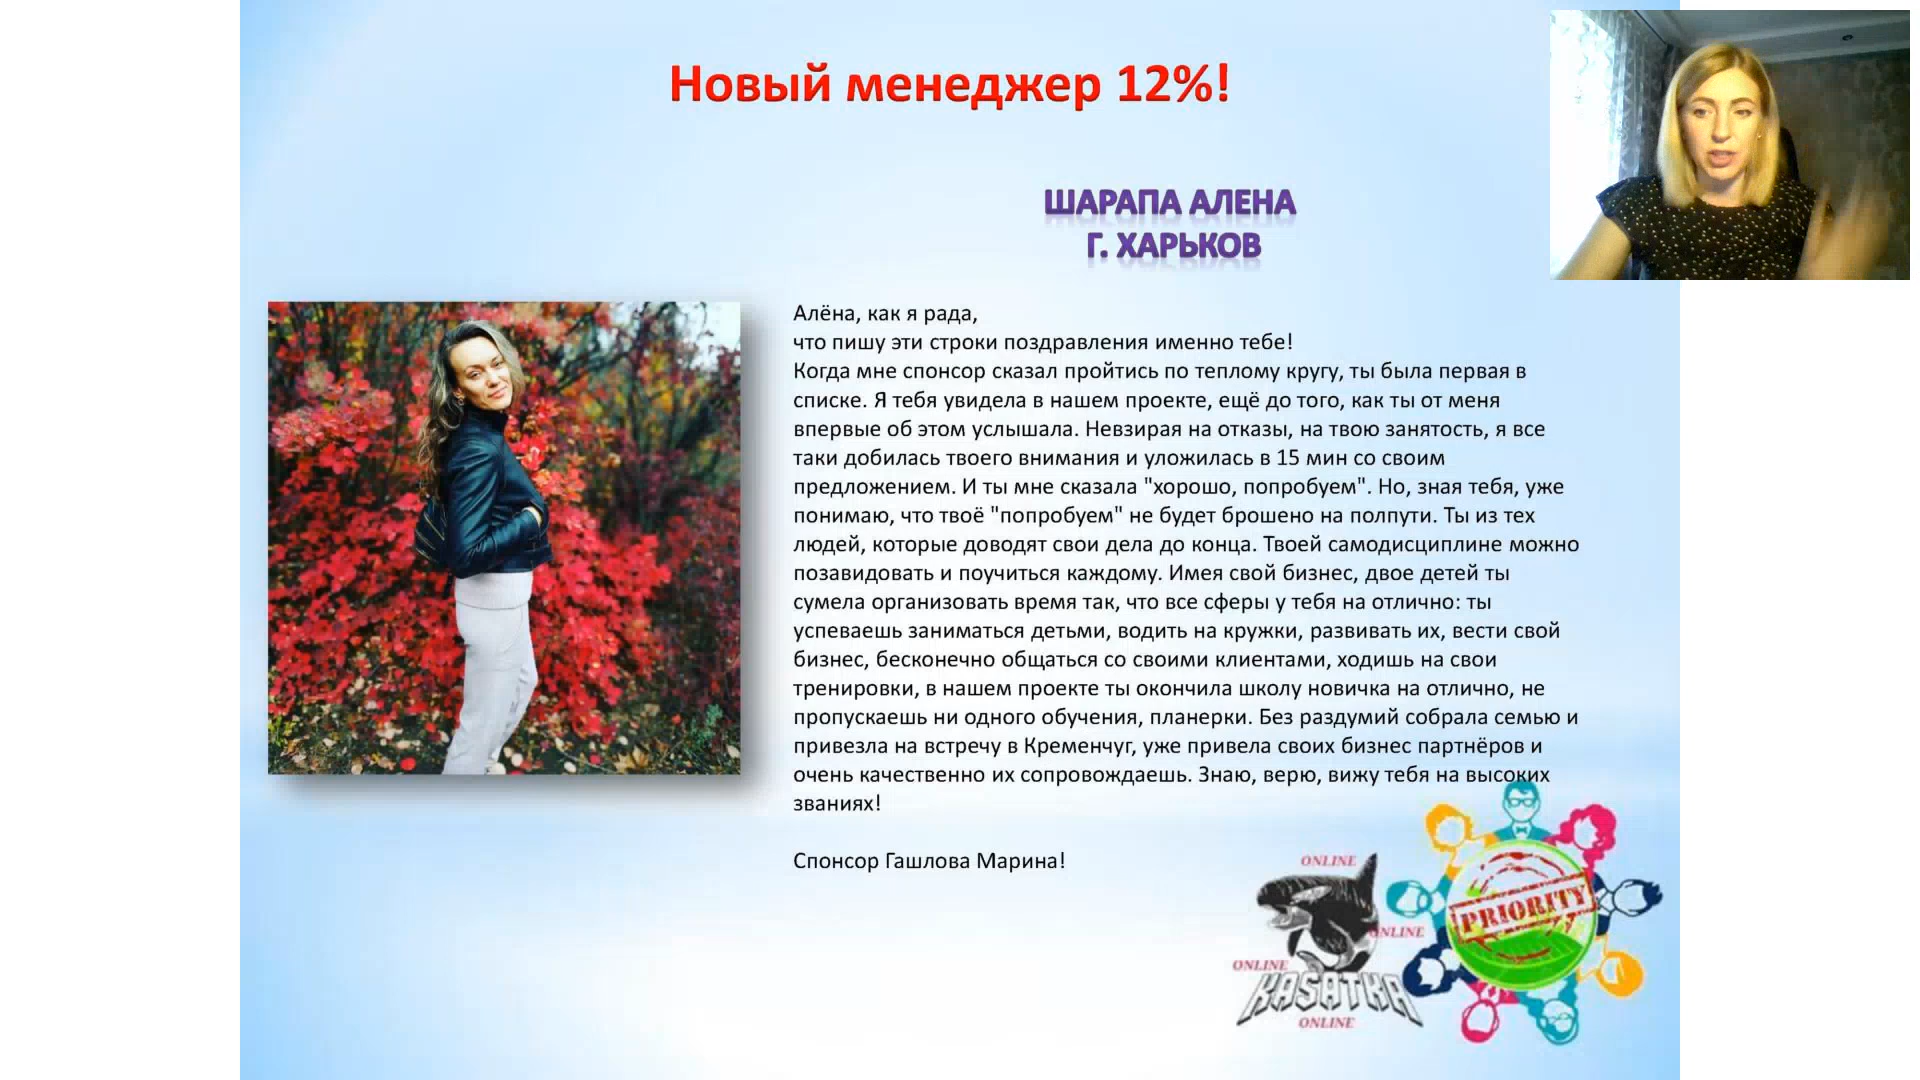 Новый менеджер 12%!
ШАРАПА АЛЕНА
Г. ХАРЬКОВ
Алёна, как я рада,
что пишу эти строки поздравления именно тебе!
Когда мне спонсор сказал пройтись по теплому кругу, ты была первая в
списке. Я тебя увидела в нашем проекте, ещё до того, как ты от меня
впервые об этом услышала. Невзирая на отказы, на твою занятость, я все
таки добилась твоего внимания и уложилась в 15 мин со своим
предложением. И ты мне сказала "хорошо, попробуем". Но, зная тебя, уже
понимаю, что твоё "попробуем" не будет брошено на полпути. Ты из тех
людей, которые доводят свои дела до конца. Твоей самодисциплине можно
позавидовать и поучиться каждому. Имея свой бизнес, двое детей ты
сумела организовать время так, что все сферы у тебя на отлично: ты
успеваешь заниматься детьми, водить на кружки, развивать их, вести свой
бизнес, бесконечно общаться со своими клиентами, ходишь на свои
тренировки, в нашем проекте ты окончила школу новичка на отлично, не
пропускаешь ни одного обучения, планерки. Без раздумий собрала семью и
привезла на встречу в Кременчуг, уже привела своих бизнес партнёров и
очень качественно их сопровождаешь. Знаю, верю, вижу тебя на высоких
званиях!
Спонсор Гашлова Марина!
ONLINE
ONLINE
ONLINE
KASATKA
ONLINE
PRIORITY